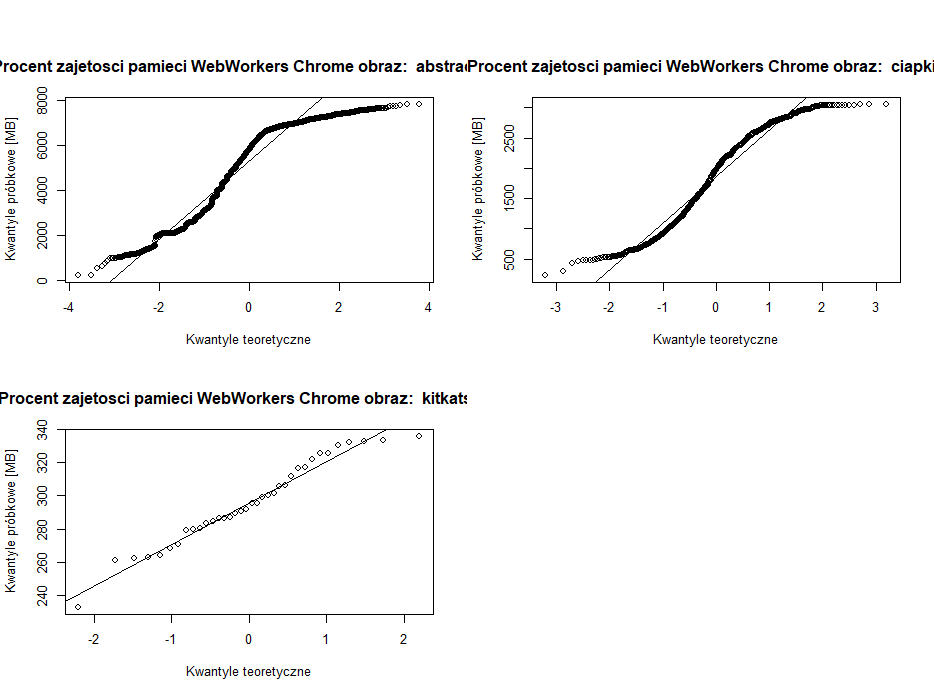 Procent zajetosci pamieci WebWorkers Chrome obraz: abstra
Kwantyle próbkowe [MB]
8000
6000
4000
2000
0
-4 -2 0 2 4
Kwantyle teoretyczne
Procent zajetosci pamieci WebWorkers Chrome obraz: ciapki
Kwantyle próbkowe [MB]
2500
1500
500
-3 -2 -1 0 1 2 3
Kwantyle teoretyczne
Procent zajetosci pamieci WebWorkers Chrome obraz: kitkats
Kwantyle próbkowe [MB]
340
320
300
280
260
240
-2 -1 0 1 2
Kwantyle teoretyczne